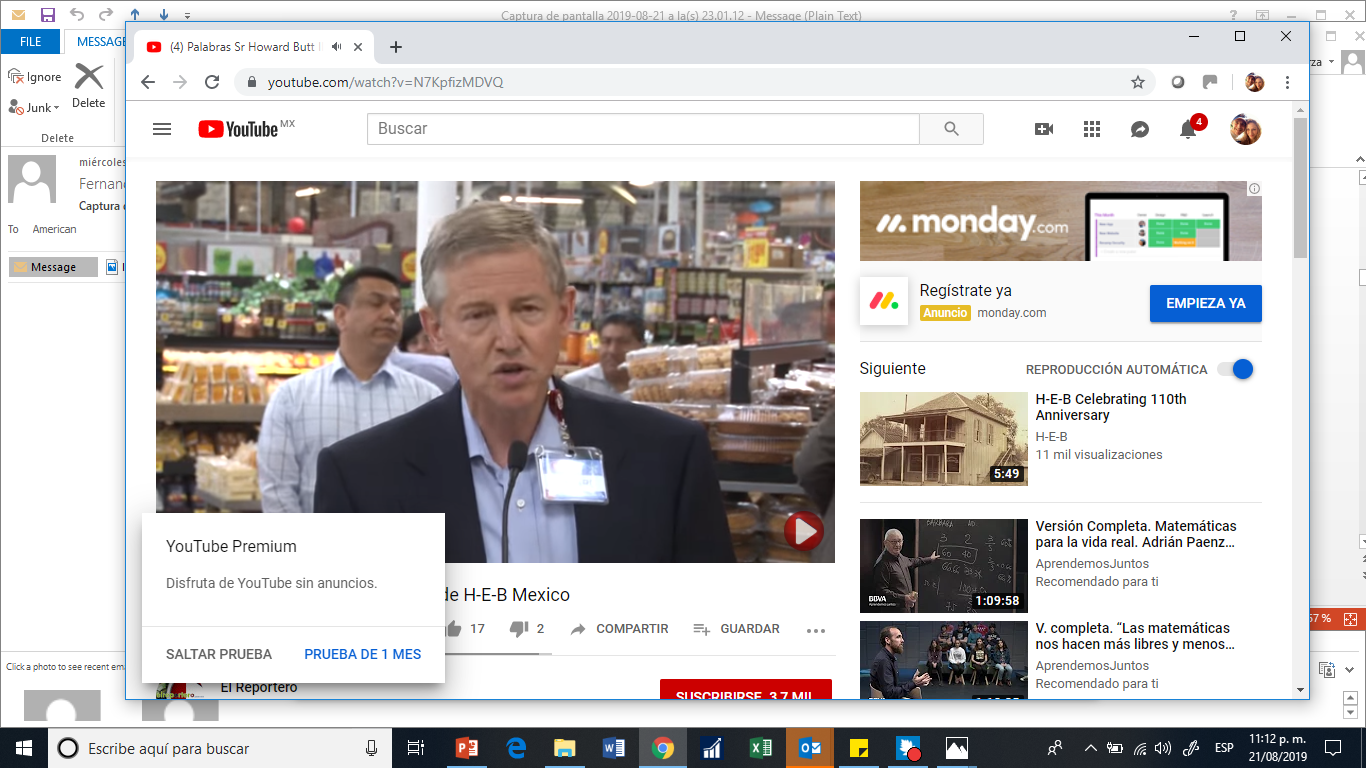 Captura de pantalla 2019-08-21 a la(s) 23.01.12 - Message (Plain Text)
FILE
MESSAGE
Ignore
Junk
Delete
Delete
miércoles
Captura
To American
Message
(4) Palabras Sr Howard Butt
youtube.com/watch?v=N7KpfizMDVQ
YouTube MX
Buscar
4
monday.com
Regístrate ya
Anuncio monday.com
EMPIEZA YA
Siguiente
REPRODUCCIÓN AUTOMÁTICA
H-E-B Celebrating 110th
Anniversary
H-E-B
11 mil visualizaciones
5:49
Versión Completa. Matemáticas
para la vida real. Adrián Paenz...
AprendemosJuntos
Recomendado para ti
BBVA
1:09:58
V. completa. “Las matemáticas
nos hacen más libres y menos...
AprendemosJuntos
Recomendado para ti
YouTube Premium
Disfruta de YouTube sin anuncios.
SALTAR PRUEBA
PRUEBA DE 1 MES
de H-E-B Mexico
17
2
COMPARTIR
GUARDAR
El Reportero
SUSCRIBIRSE 3.7 MIL
Click a photo to see recent ema
Escribe aquí para buscar
ESP
11:12 p. m.
21/08/2019